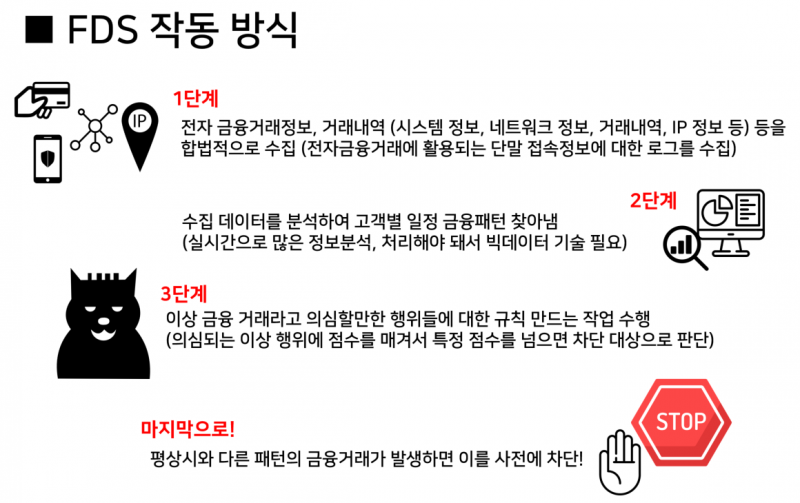 ■ FDS 작동 방식
1단계
IP
전자 금융거래정보, 거래내역 (시스템 정보, 네트워크 정보, 거래내역, IP 정보 등) 등을
합법적으로 수집 (전자금융거래에 활용되는 단말 접속정보에 대한 로그를 수집)
2단계
수집 데이터를 분석하여 고객별 일정 금융패턴 찾아냄
(실시간으로 많은 정보분석, 처리해야 돼서 빅데이터 기술 필요)
3단계
이상 금융 거래라고 의심할만한 행위들에 대한 규칙 만드는 작업 수행
(의심되는 이상 행위에 점수를 매겨서 특정 점수를 넘으면 차단 대상으로 판단)
마지막으로!
STOP
평상시와 다른 패턴의 금융거래가 발생하면 이를 사전에 차단!